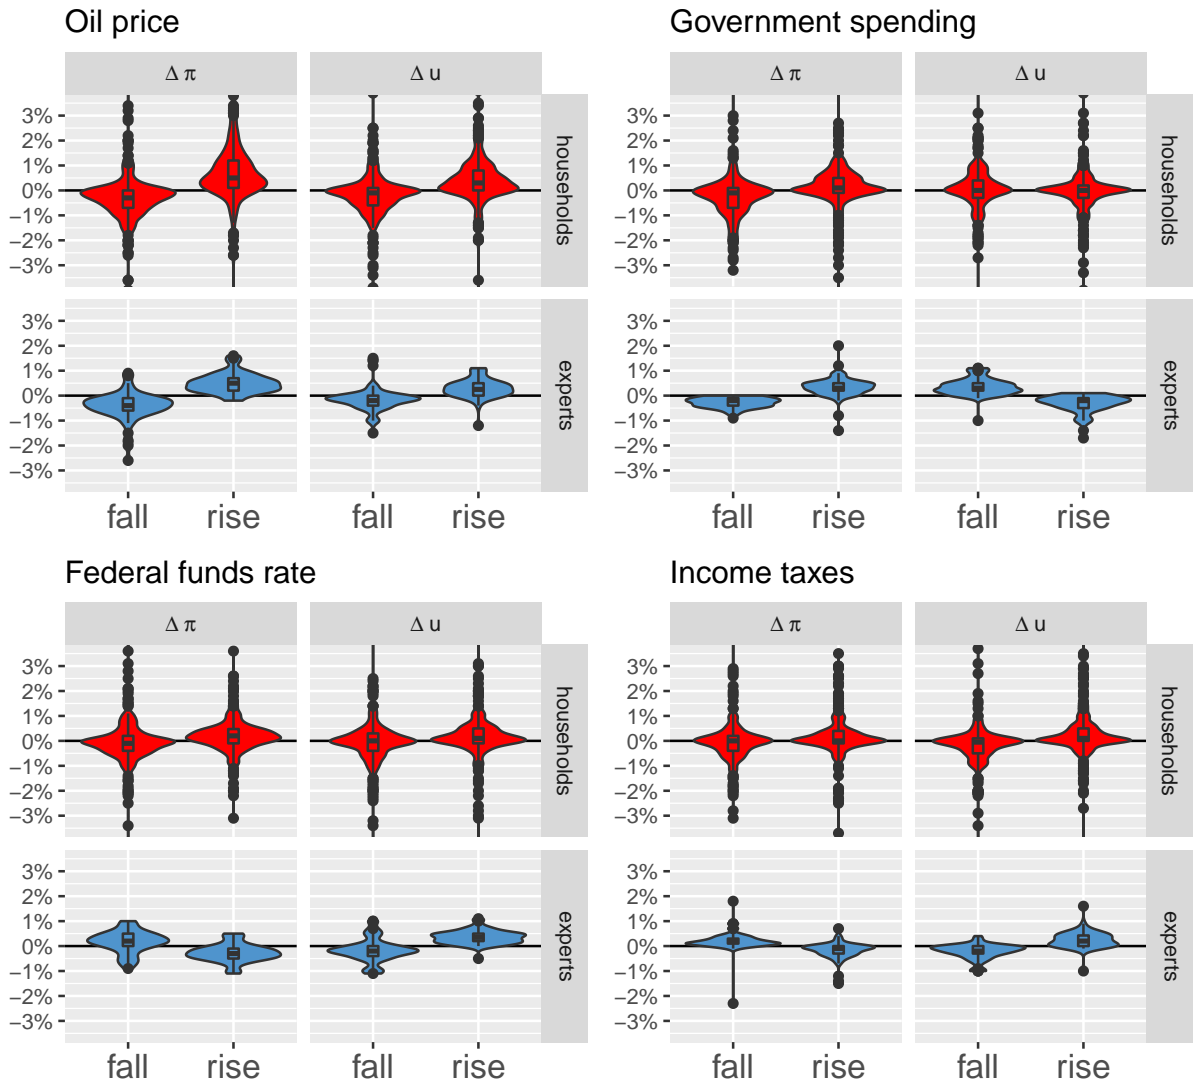 Oil price
Δ π Δ u
3%
2%
1%
0%
−1%
−2%
−3%
households
3%
2%
1%
0%
−1%
−2%
−3%
experts
fall rise fall rise
Government spending
Δ π Δ u
3%
2%
1%
0%
−1%
−2%
−3%
households
3%
2%
1%
0%
−1%
−2%
−3%
experts
fall rise fall rise
Federal funds rate
Δ π Δ u
3%
2%
1%
0%
−1%
−2%
−3%
households
3%
2%
1%
0%
−1%
−2%
−3%
experts
fall rise fall rise
Income taxes
Δ π Δ u
3%
2%
1%
0%
−1%
−2%
−3%
households
3%
2%
1%
0%
−1%
−2%
−3%
experts
fall rise fall rise